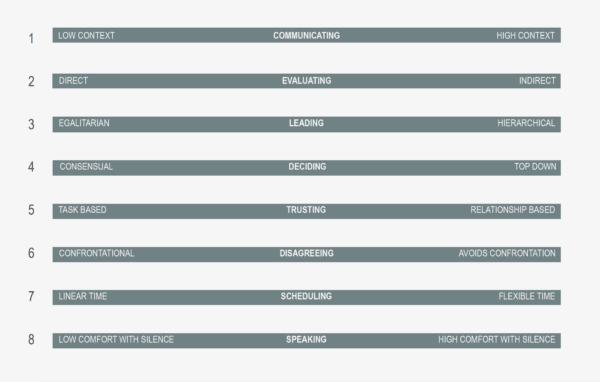 1 LOW CONTEXT COMMUNICATING HIGH CONTEXT
2 DIRECT EVALUATING INDIRECT
3 EGALITARIAN LEADING HIERARCHICAL
4 CONSENSUAL DECIDING TOP DOWN
5 TASK BASED TRUSTING RELATIONSHIP BASED
6 CONFRONTATIONAL DISAGREEING AVOIDS CONFRONTATION
7 LINEAR TIME SCHEDULING FLEXIBLE TIME
8 LOW COMFORT WITH SILENCE SPEAKING HIGH COMFORT WITH SILENCE